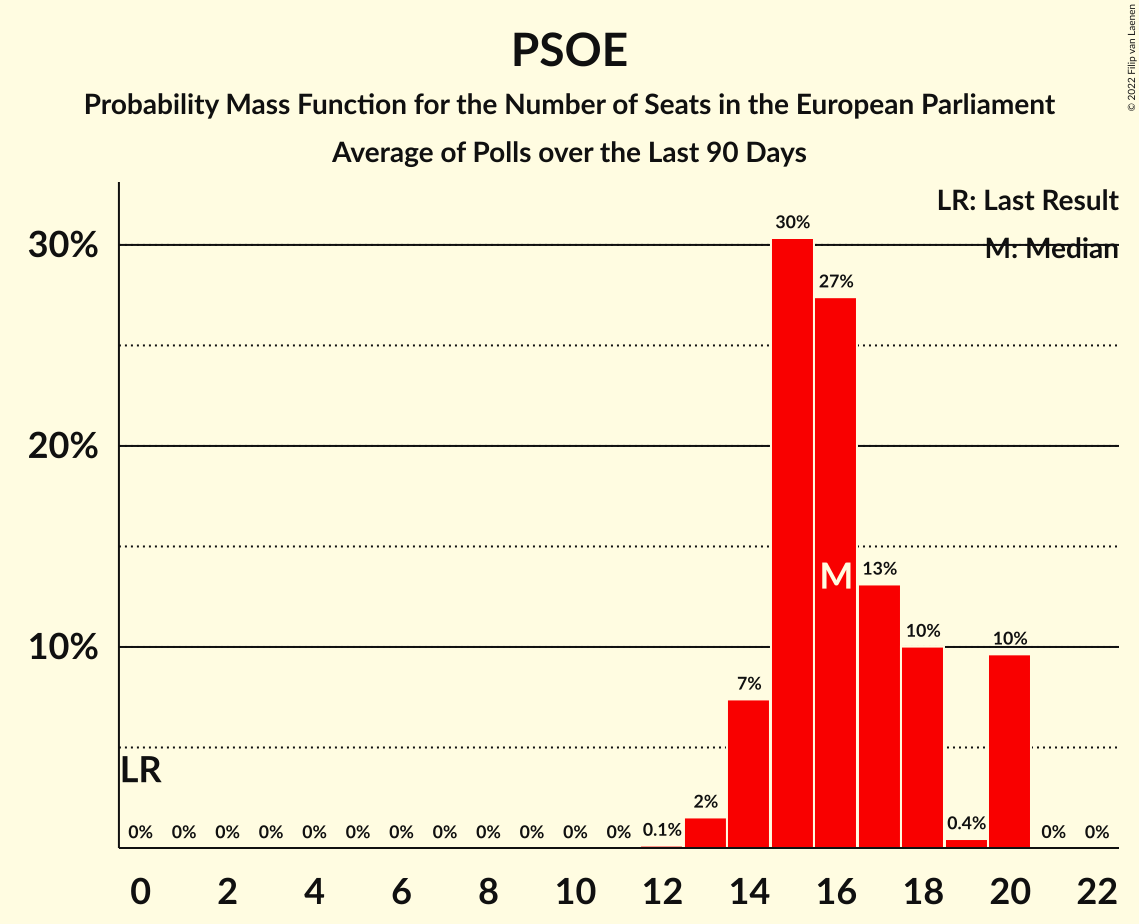 PSOE
Probability Mass Function for the Number of Seats in the European Parliament
Average of Polls over the Last 90 Days
© 2022 Filip van Laenen
LR: Last Result
M: Median
30%
20%
10%
30%
27%
M
13%
10%
10%
7%
LR
0% 0% 0% 0% 0% 0% 0% 0% 0% 0% 0% 0% 0.1% 2% 0.4% 0% 0%
0 2 4 6 8 10 12 14 16 18 20 22